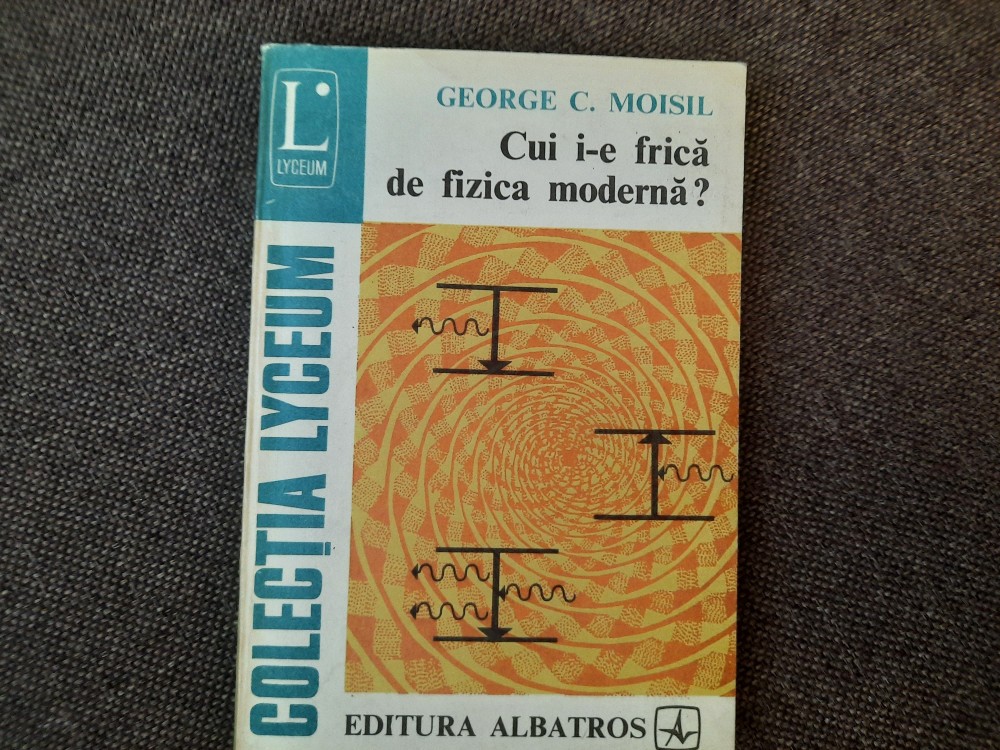 L
LYCEUM
GEORGE C. MOISIL
Cui i-e frică
de fizica modernă?
COLECȚIA LYCEUM
EDITURA ALBATROS